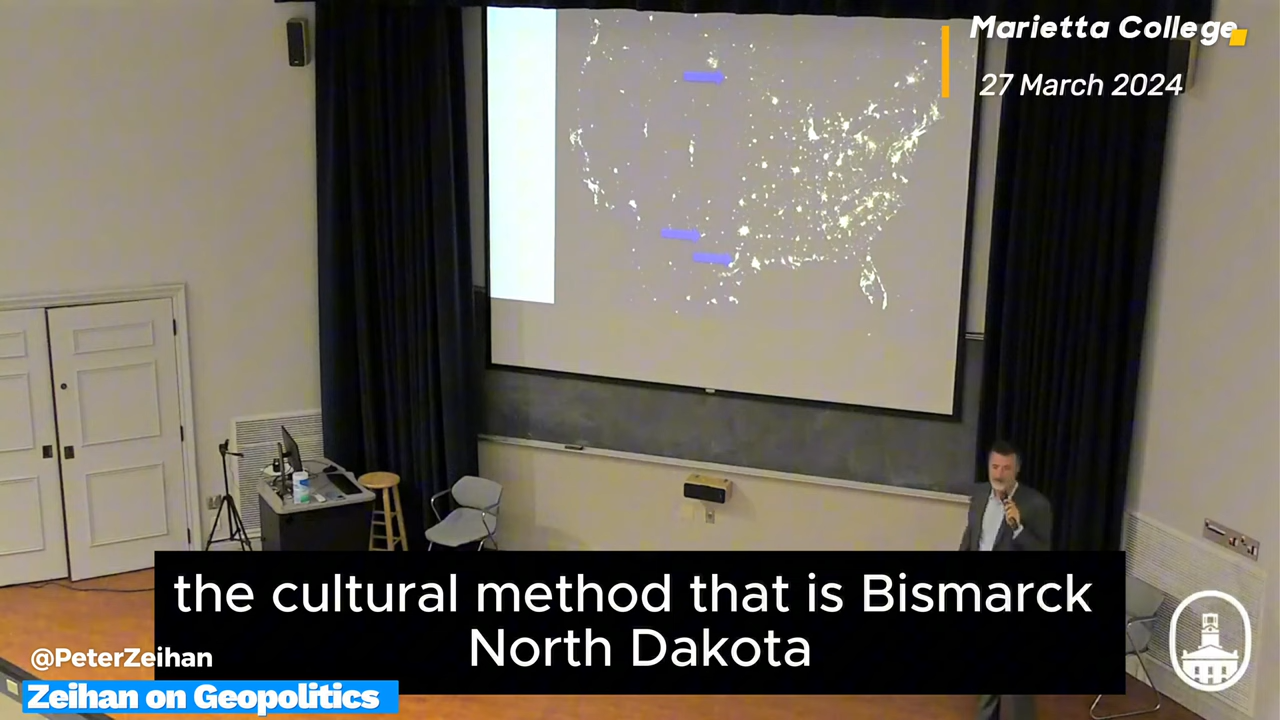 Marietta College
27 March 2024
the cultural method that is Bismarck
North Dakota
@PeterZeihan
Zeihan on Geopolitics